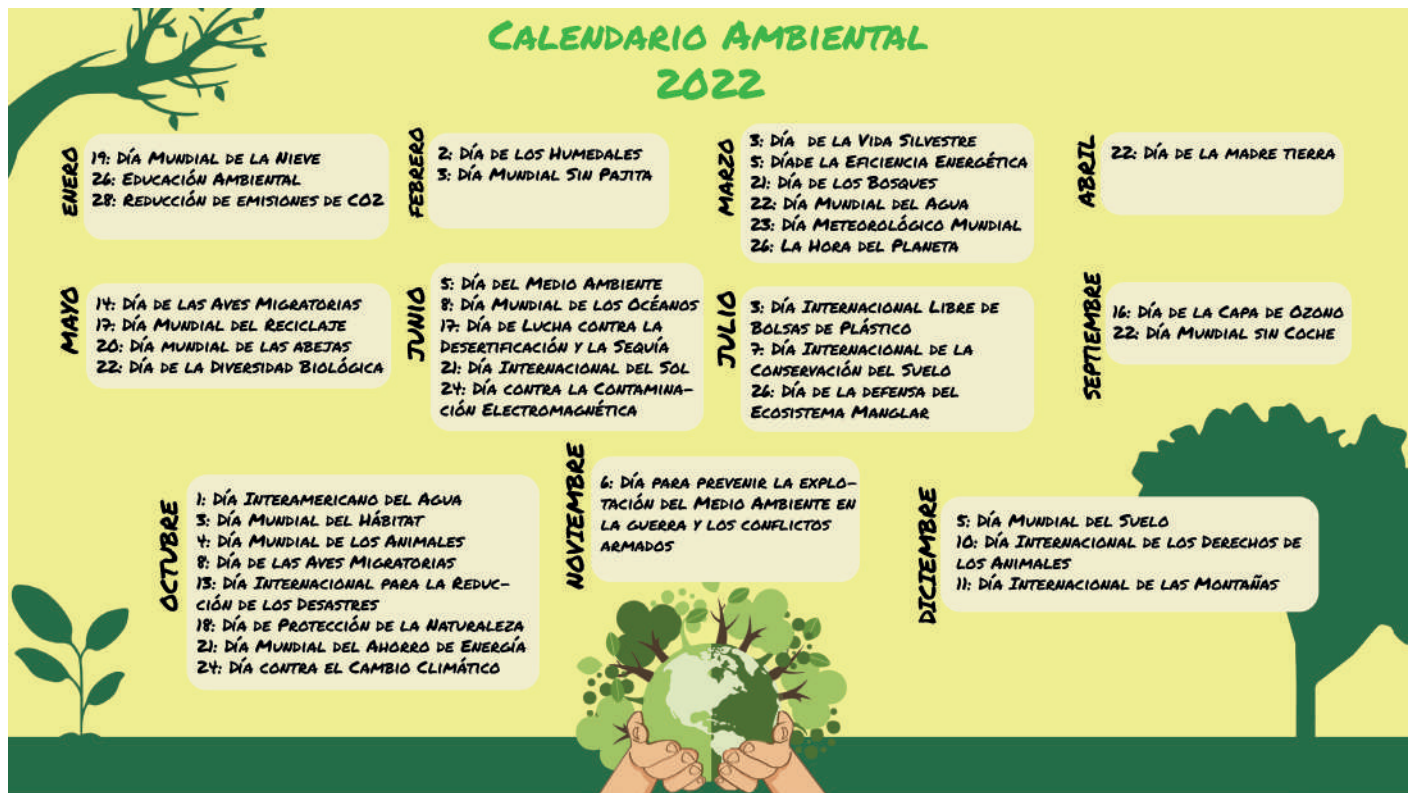 Calendario Ambiental
2022
ENERO
19: Día Mundial de la Nieve
26: Educación Ambiental
28: Reducción de emisiones de CO2
FEBRERO
2: Día de los Humedales
3: Día Mundial Sin Pajita
MARZO
3: Día de la Vida Silvestre
5: Díade la Eficiencia Energética
21: Día de los Bosques
22: Día Mundial del Agua
23: Día Meteorológico Mundial
26: La Hora del Planeta
ABRIL
22: Día de la madre tierra
MAYO
14: Día de las Aves Migratorias
17: Día Mundial del Reciclaje
20: Día mundial de las abejas
22: Día de la Diversidad Biológica
JUNIO
5: Día del Medio Ambiente
8: Día Mundial de los Océanos
17: Día de Lucha contra la
Desertificación y la Sequía
21: Día Internacional del Sol
24: Día contra la Contamina-
ción Electromagnética
JULIO
3: Día Internacional Libre de
Bolsas de Plástico
7: Día Internacional de la
Conservación del Suelo
26: Día de la defensa del
Ecosistema Manglar
SEPTIEMBRE
16: Día de la Capa de Ozono
22: Día Mundial sin Coche
OCTUBRE
1: Día Interamericano del Agua
3: Día Mundial del Hábitat
4: Día Mundial de los Animales
8: Día de las Aves Migratorias
13: Día Internacional para la Reduc-
ción de los Desastres
18: Día de Protección de la Naturaleza
21: Día Mundial del Ahorro de Energía
24: Día contra el Cambio Climático
NOVIEMBRE
6: Día para prevenir la explo-
tación del Medio Ambiente en
la guerra y los conflictos
armados
DICIEMBRE
5: Día Mundial del Suelo
10: Día Internacional de los Derechos de
los Animales
11: Día Internacional de las Montañas